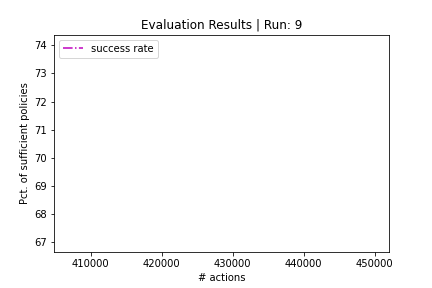 Evaluation Results | Run: 9
success rate
Pct. of sufficient policies
74
73
72
71
70
69
68
67
410000 420000 430000 440000 450000
# actions